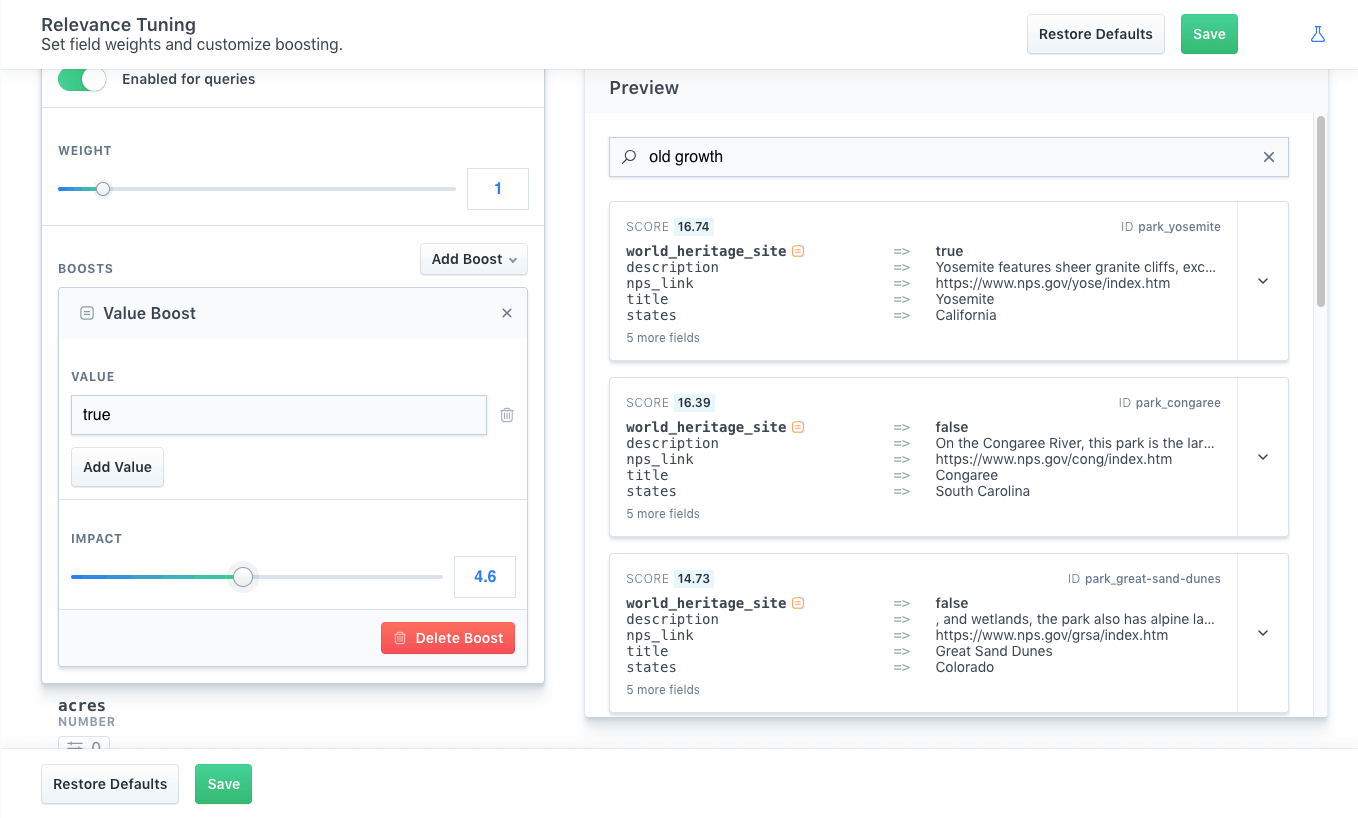 Relevance Tuning
Set field weights and customize boosting.
Restore Defaults
Save
Enabled for queries
WEIGHT
1
BOOSTS
Add Boost
Value Boost
VALUE
true
Add Value
IMPACT
4.6
Delete Boost
acres
NUMBER
0
Preview
old growth
SCORE 16.74 ID park_yosemite
world_heritage_site => true
description => Yosemite features sheer granite cliffs, exc...
nps_link => https://www.nps.gov/yose/index.htm
title => Yosemite
states => California
5 more fields
SCORE 16.39 ID park_congaree
world_heritage_site => false
description => On the Congaree River, this park is the lar...
nps_link => https://www.nps.gov/cong/index.htm
title => Congaree
states => South Carolina
5 more fields
SCORE 14.73 ID park_great-sand-dunes
world_heritage_site => false
description => , and wetlands, the park also has alpine la...
nps_link => https://www.nps.gov/grsa/index.htm
title => Great Sand Dunes
states => Colorado
5 more fields
Restore Defaults
Save